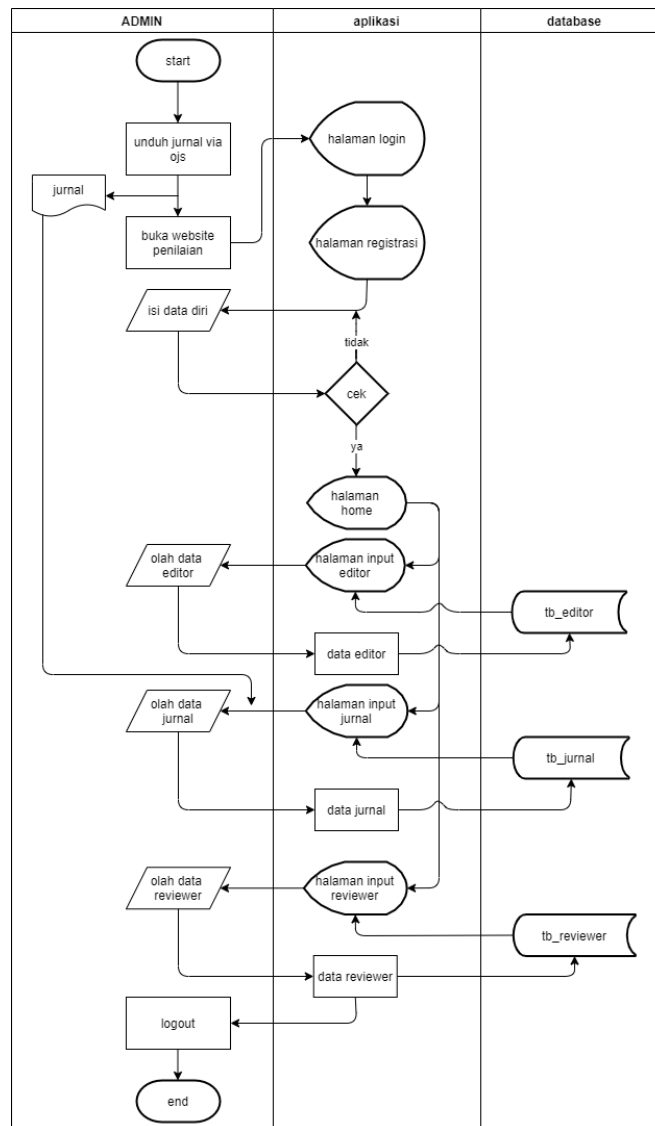 ADMIN
aplikasi
database
start
unduh jurnal via
ojs
halaman login
jurnal
buka website
penilaian
halaman registrasi
isi data diri
tidak
cek
ya
halaman
home
olah data
editor
halaman input
editor
tb_editor
data editor
olah data
jurnal
halaman input
jurnal
tb_jurnal
data jurnal
olah data
reviewer
halaman input
reviewer
tb_reviewer
data reviewer
logout
end